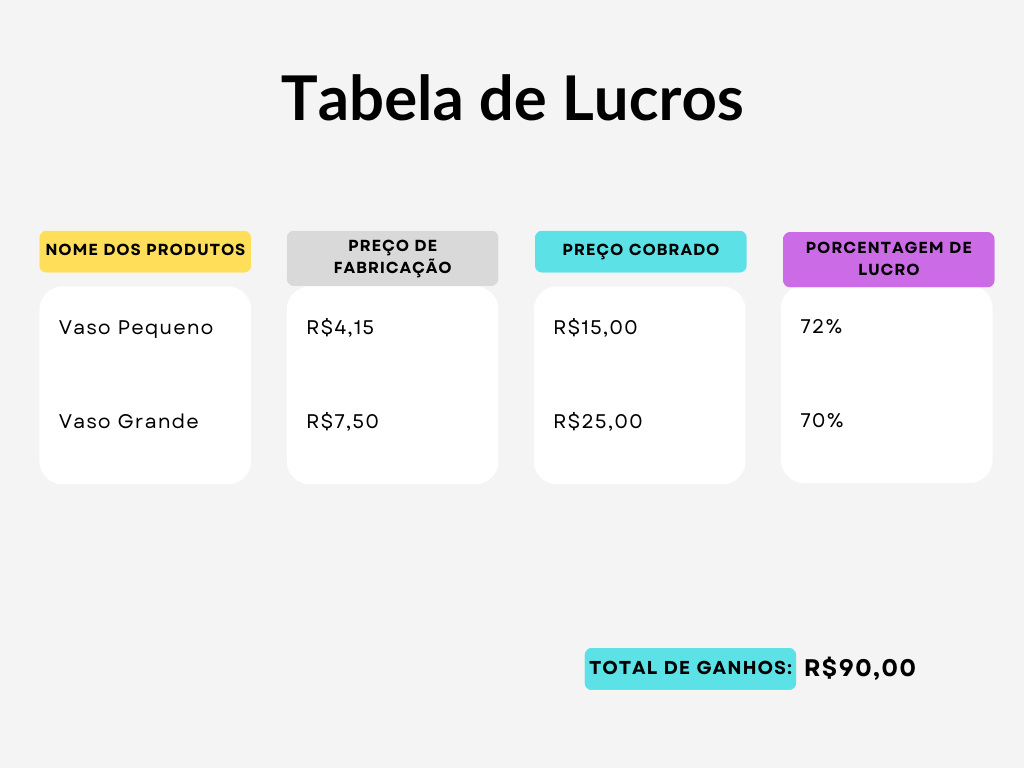 Tabela de Lucros
NOME DOS PRODUTOS
PREÇO DE
FABRICAÇÃO
PREÇO COBRADO
PORCENTAGEM DE
LUCRO
Vaso Pequeno
R$4,15
R$15,00
72%
Vaso Grande
R$7,50
R$25,00
70%
TOTAL DE GANHOS: R$90,00